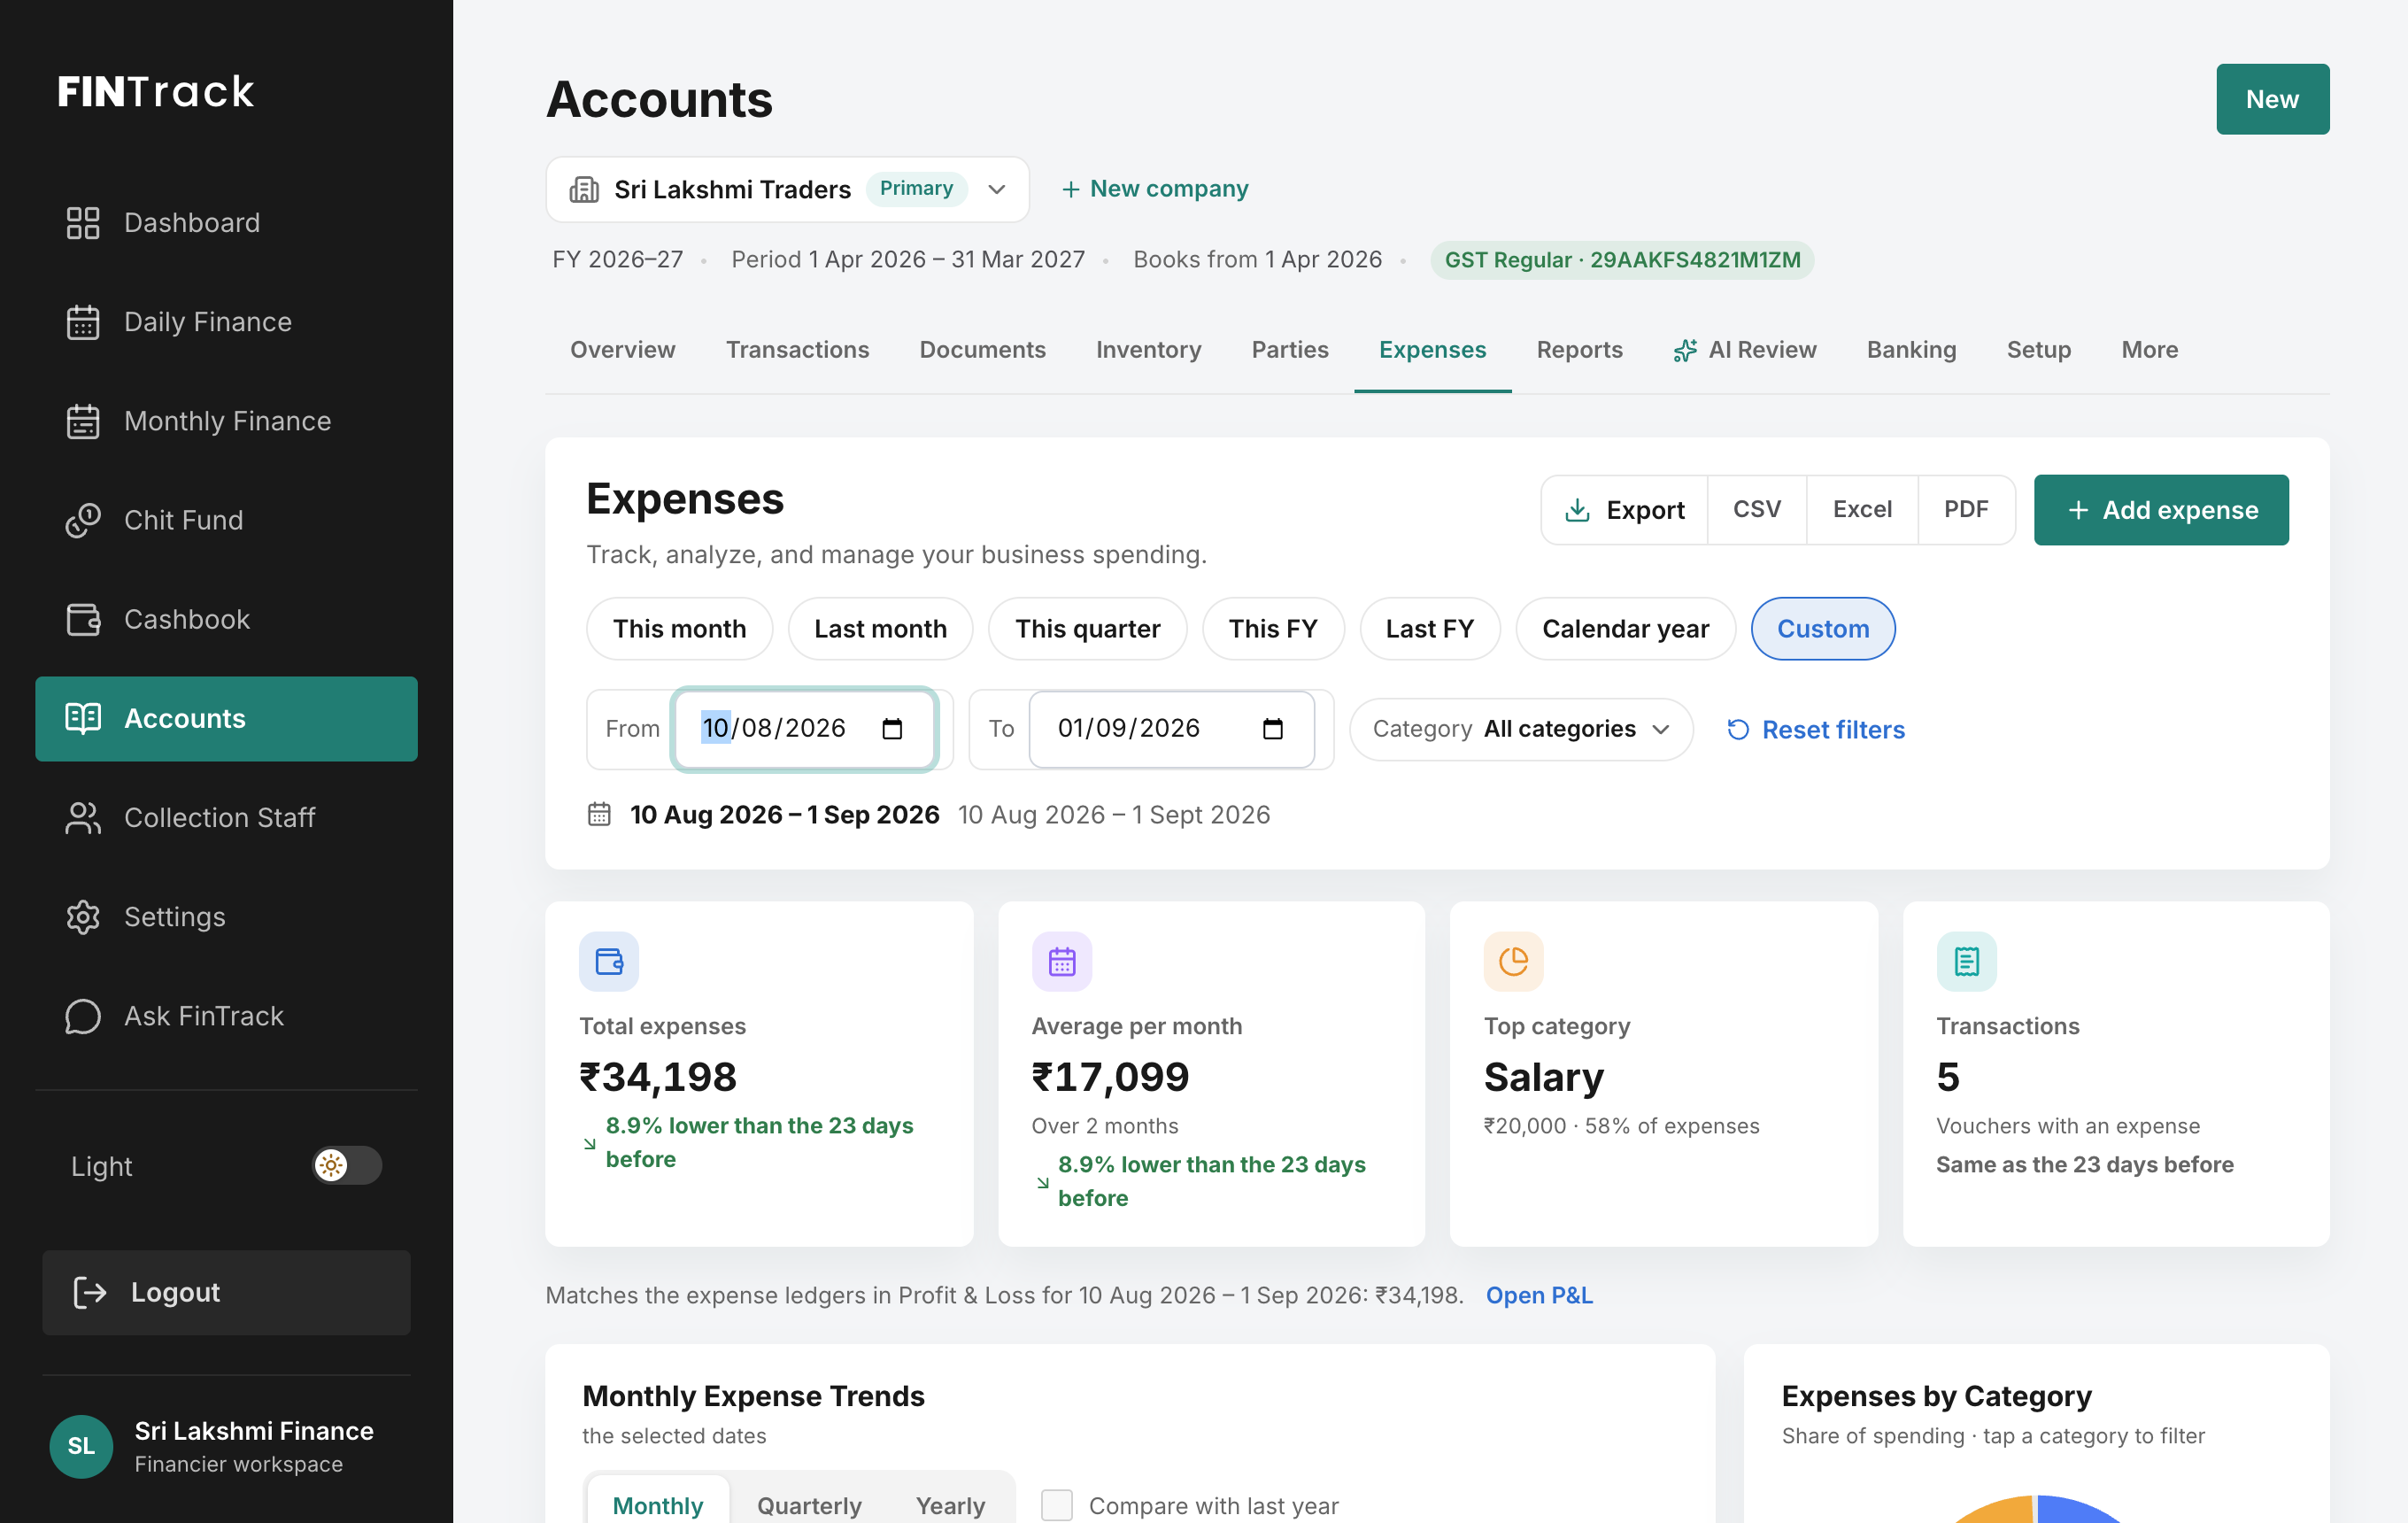 FINTrack
Dashboard
Daily Finance
Monthly Finance
Chit Fund
Cashbook
Accounts
Collection Staff
Settings
Ask FinTrack
Light
Logout
SL
Sri Lakshmi Finance
Financier workspace
Accounts
New
Sri Lakshmi Traders Primary
+ New company
FY 2026–27 • Period 1 Apr 2026 – 31 Mar 2027 • Books from 1 Apr 2026 • GST Regular · 29AAKFS4821M1ZM
Overview Transactions Documents Inventory Parties Expenses Reports AI Review Banking Setup More
Expenses
Track, analyze, and manage your business spending.
Export CSV Excel PDF + Add expense
This month Last month This quarter This FY Last FY Calendar year Custom
From 10/08/2026 To 01/09/2026 Category All categories Reset filters
10 Aug 2026 – 1 Sep 2026 10 Aug 2026 – 1 Sept 2026
Total expenses
₹34,198
8.9% lower than the 23 days
before
Average per month
₹17,099
Over 2 months
8.9% lower than the 23 days
before
Top category
Salary
₹20,000 · 58% of expenses
Transactions
5
Vouchers with an expense
Same as the 23 days before
Matches the expense ledgers in Profit & Loss for 10 Aug 2026 – 1 Sep 2026: ₹34,198. Open P&L
Monthly Expense Trends
the selected dates
Monthly Quarterly Yearly Compare with last year
Expenses by Category
Share of spending · tap a category to filter